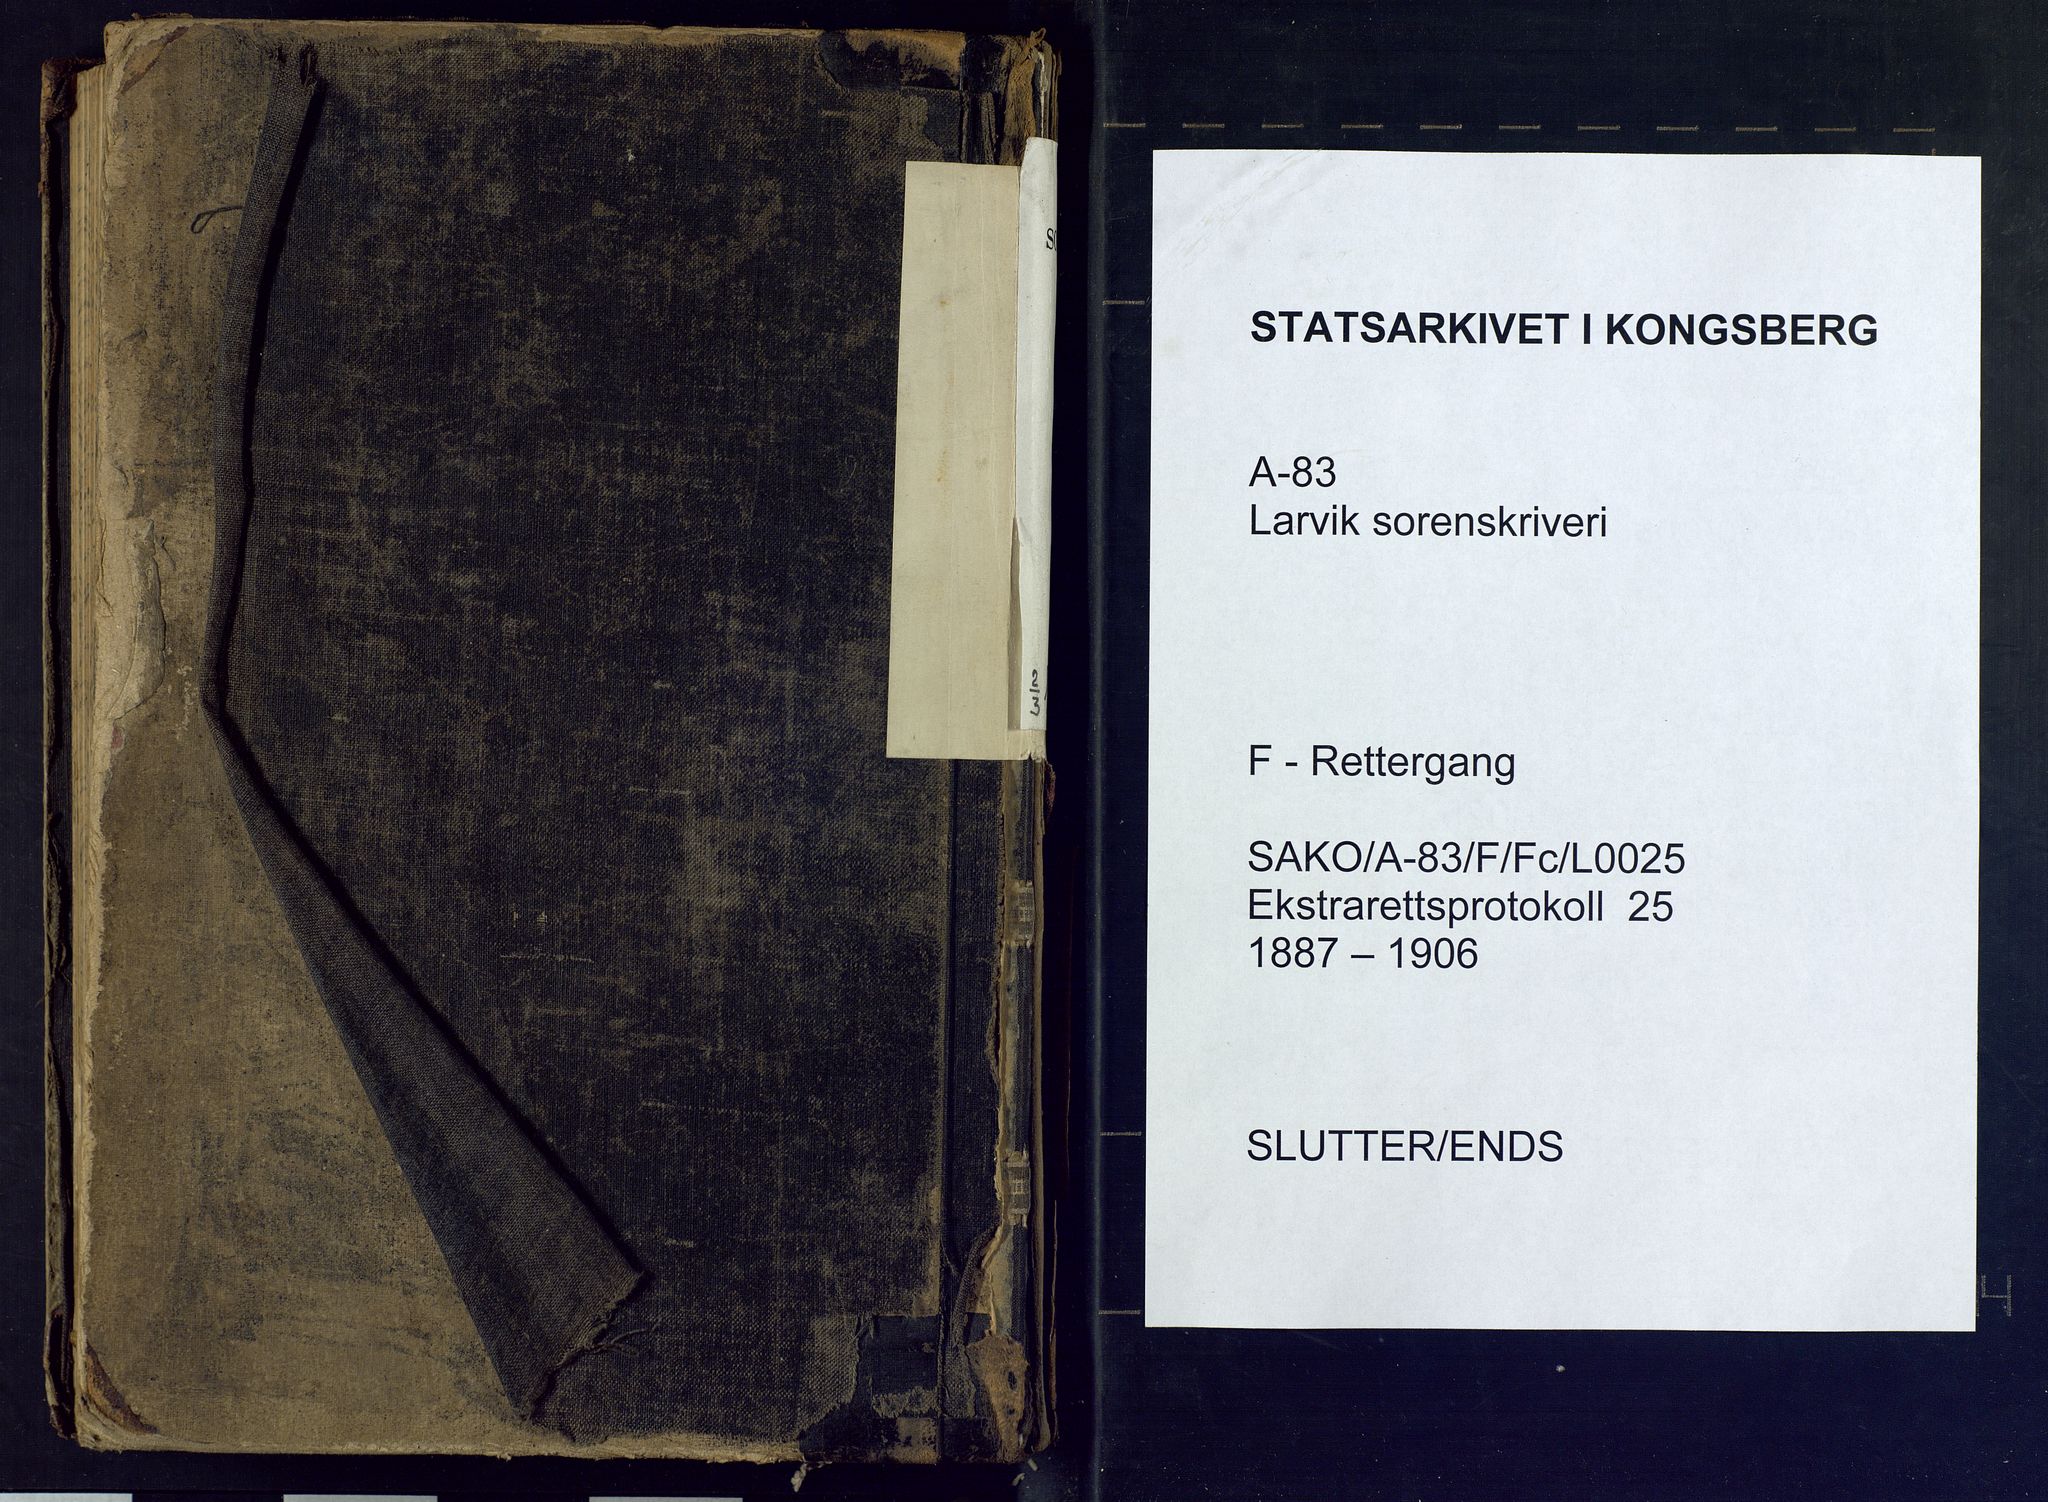 STATSARKIVET I KONGSBERG
A-83
Larvik sorenskriveri
F - Rettergang
SAKO/A-83/F/Fc/L0025
Ekstrarettsprotokoll 25
1887 – 1906
SLUTTER/ENDS